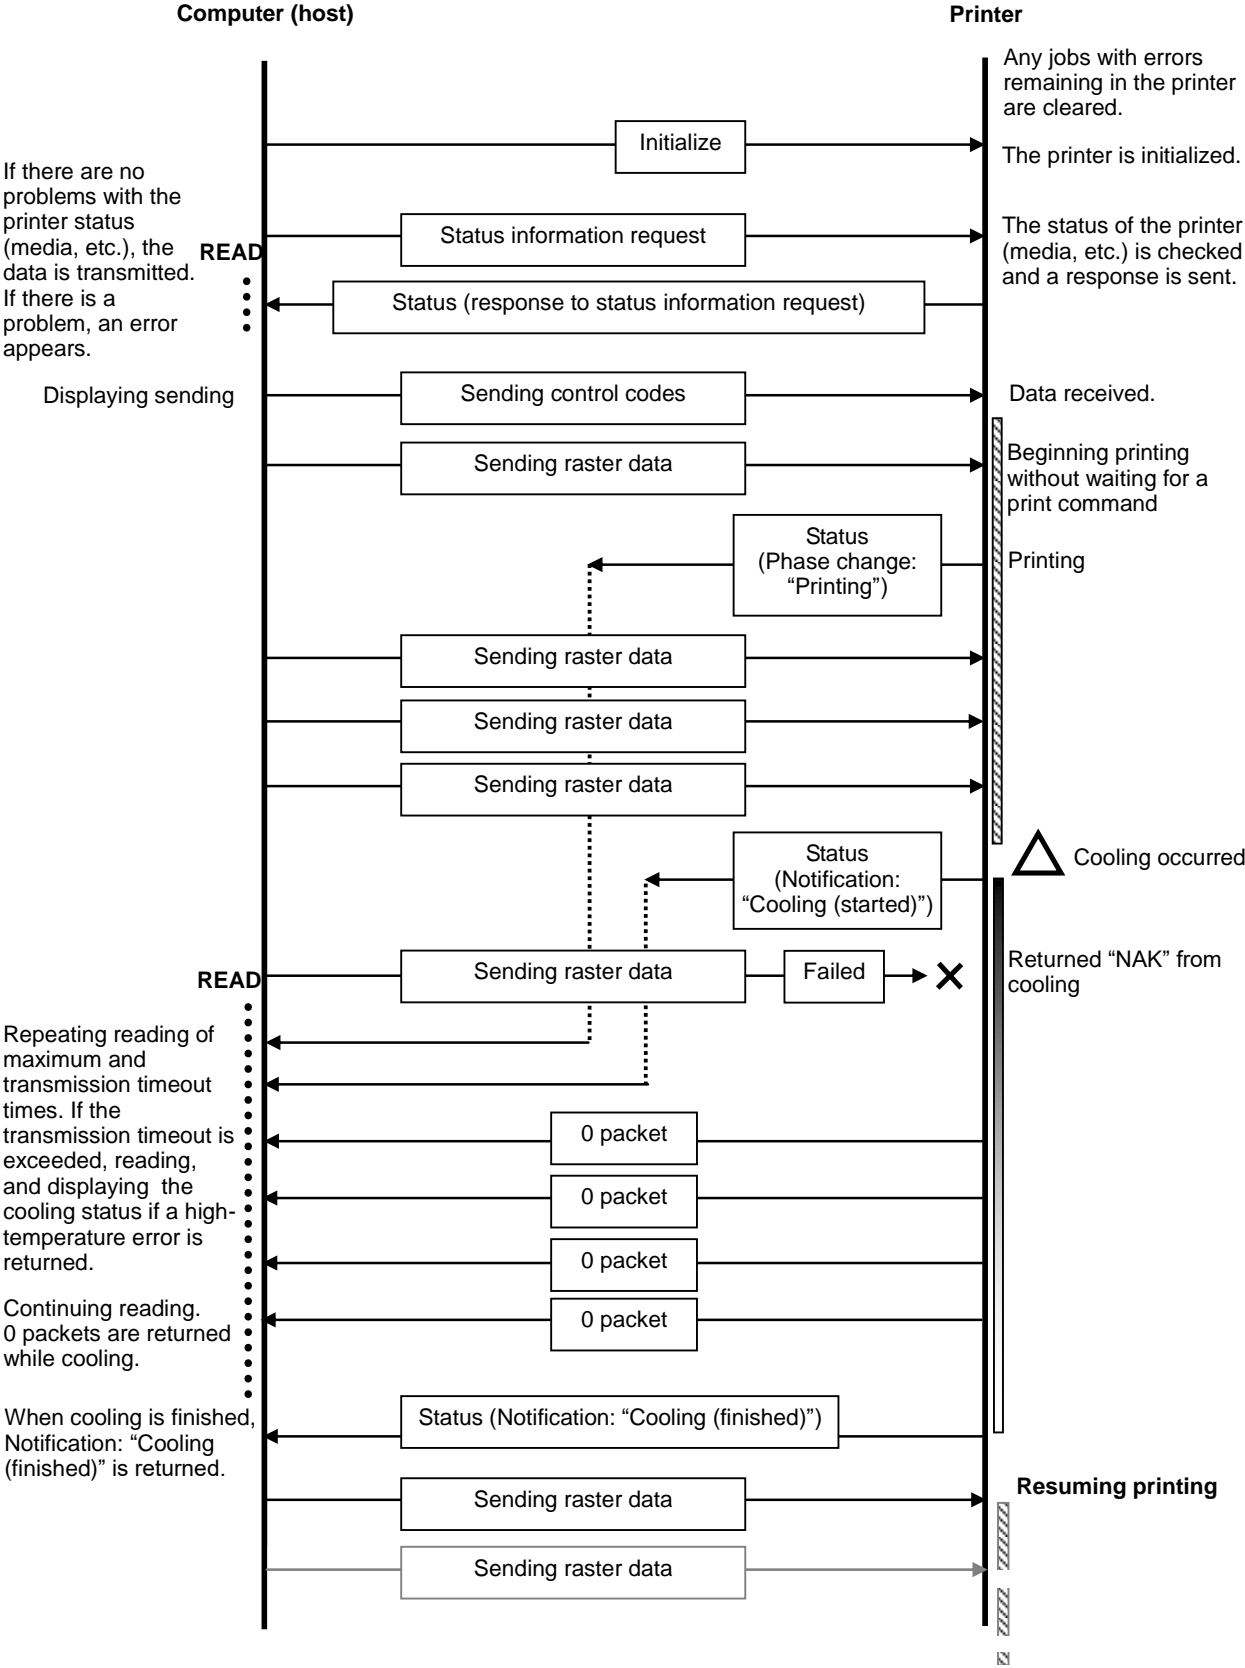 Computer (host)
Printer
Any jobs with errors
remaining in the printer
are cleared.
Initialize
The printer is initialized.
If there are no
problems with the
printer status
(media, etc.), the
data is transmitted.
If there is a
problem, an error
appears.
READ
Status information request
The status of the printer
(media, etc.) is checked
and a response is sent.
Status (response to status information request)
Displaying sending
Sending control codes
Data received.
Sending raster data
Beginning printing
without waiting for a
print command
Status
(Phase change:
“Printing”)
Printing
Sending raster data
Sending raster data
Sending raster data
Status
(Notification:
“Cooling (started)”)
Cooling occurred
READ
Sending raster data
Failed
Returned “NAK” from
cooling
Repeating reading of
maximum and
transmission timeout
times. If the
transmission timeout is
exceeded, reading,
and displaying  the
cooling status if a high-
temperature error is
returned.
0 packet
0 packet
0 packet
0 packet
Continuing reading.
0 packets are returned
while cooling.
When cooling is finished,
Notification: “Cooling
(finished)” is returned.
Status (Notification: “Cooling (finished)”)
Sending raster data
Resuming printing
Sending raster data